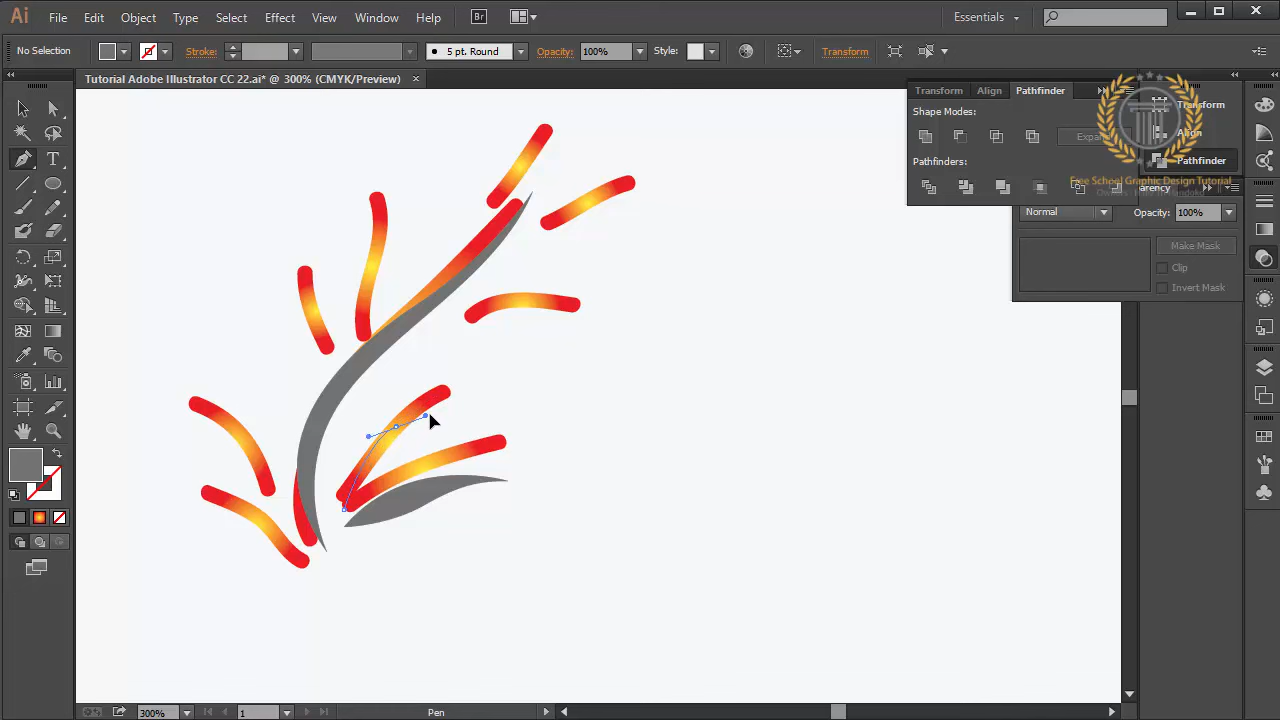 Ai File Edit Object Type Select Effect View Window Help Br Essentials
No Selection Stroke: 5 pt. Round Opacity: 100% Style: Transform
Tutorial Adobe Illustrator CC 22.ai* @ 300% (CMYK/Preview) ×
Transform Align Pathfinder
Shape Modes:
Expand
Pathfinders:
Transform
Align
Pathfinder
Free School Graphic Design Tutorial
Normal Opacity: 100%
Make Mask
Clip
Invert Mask
300% 1 Pen